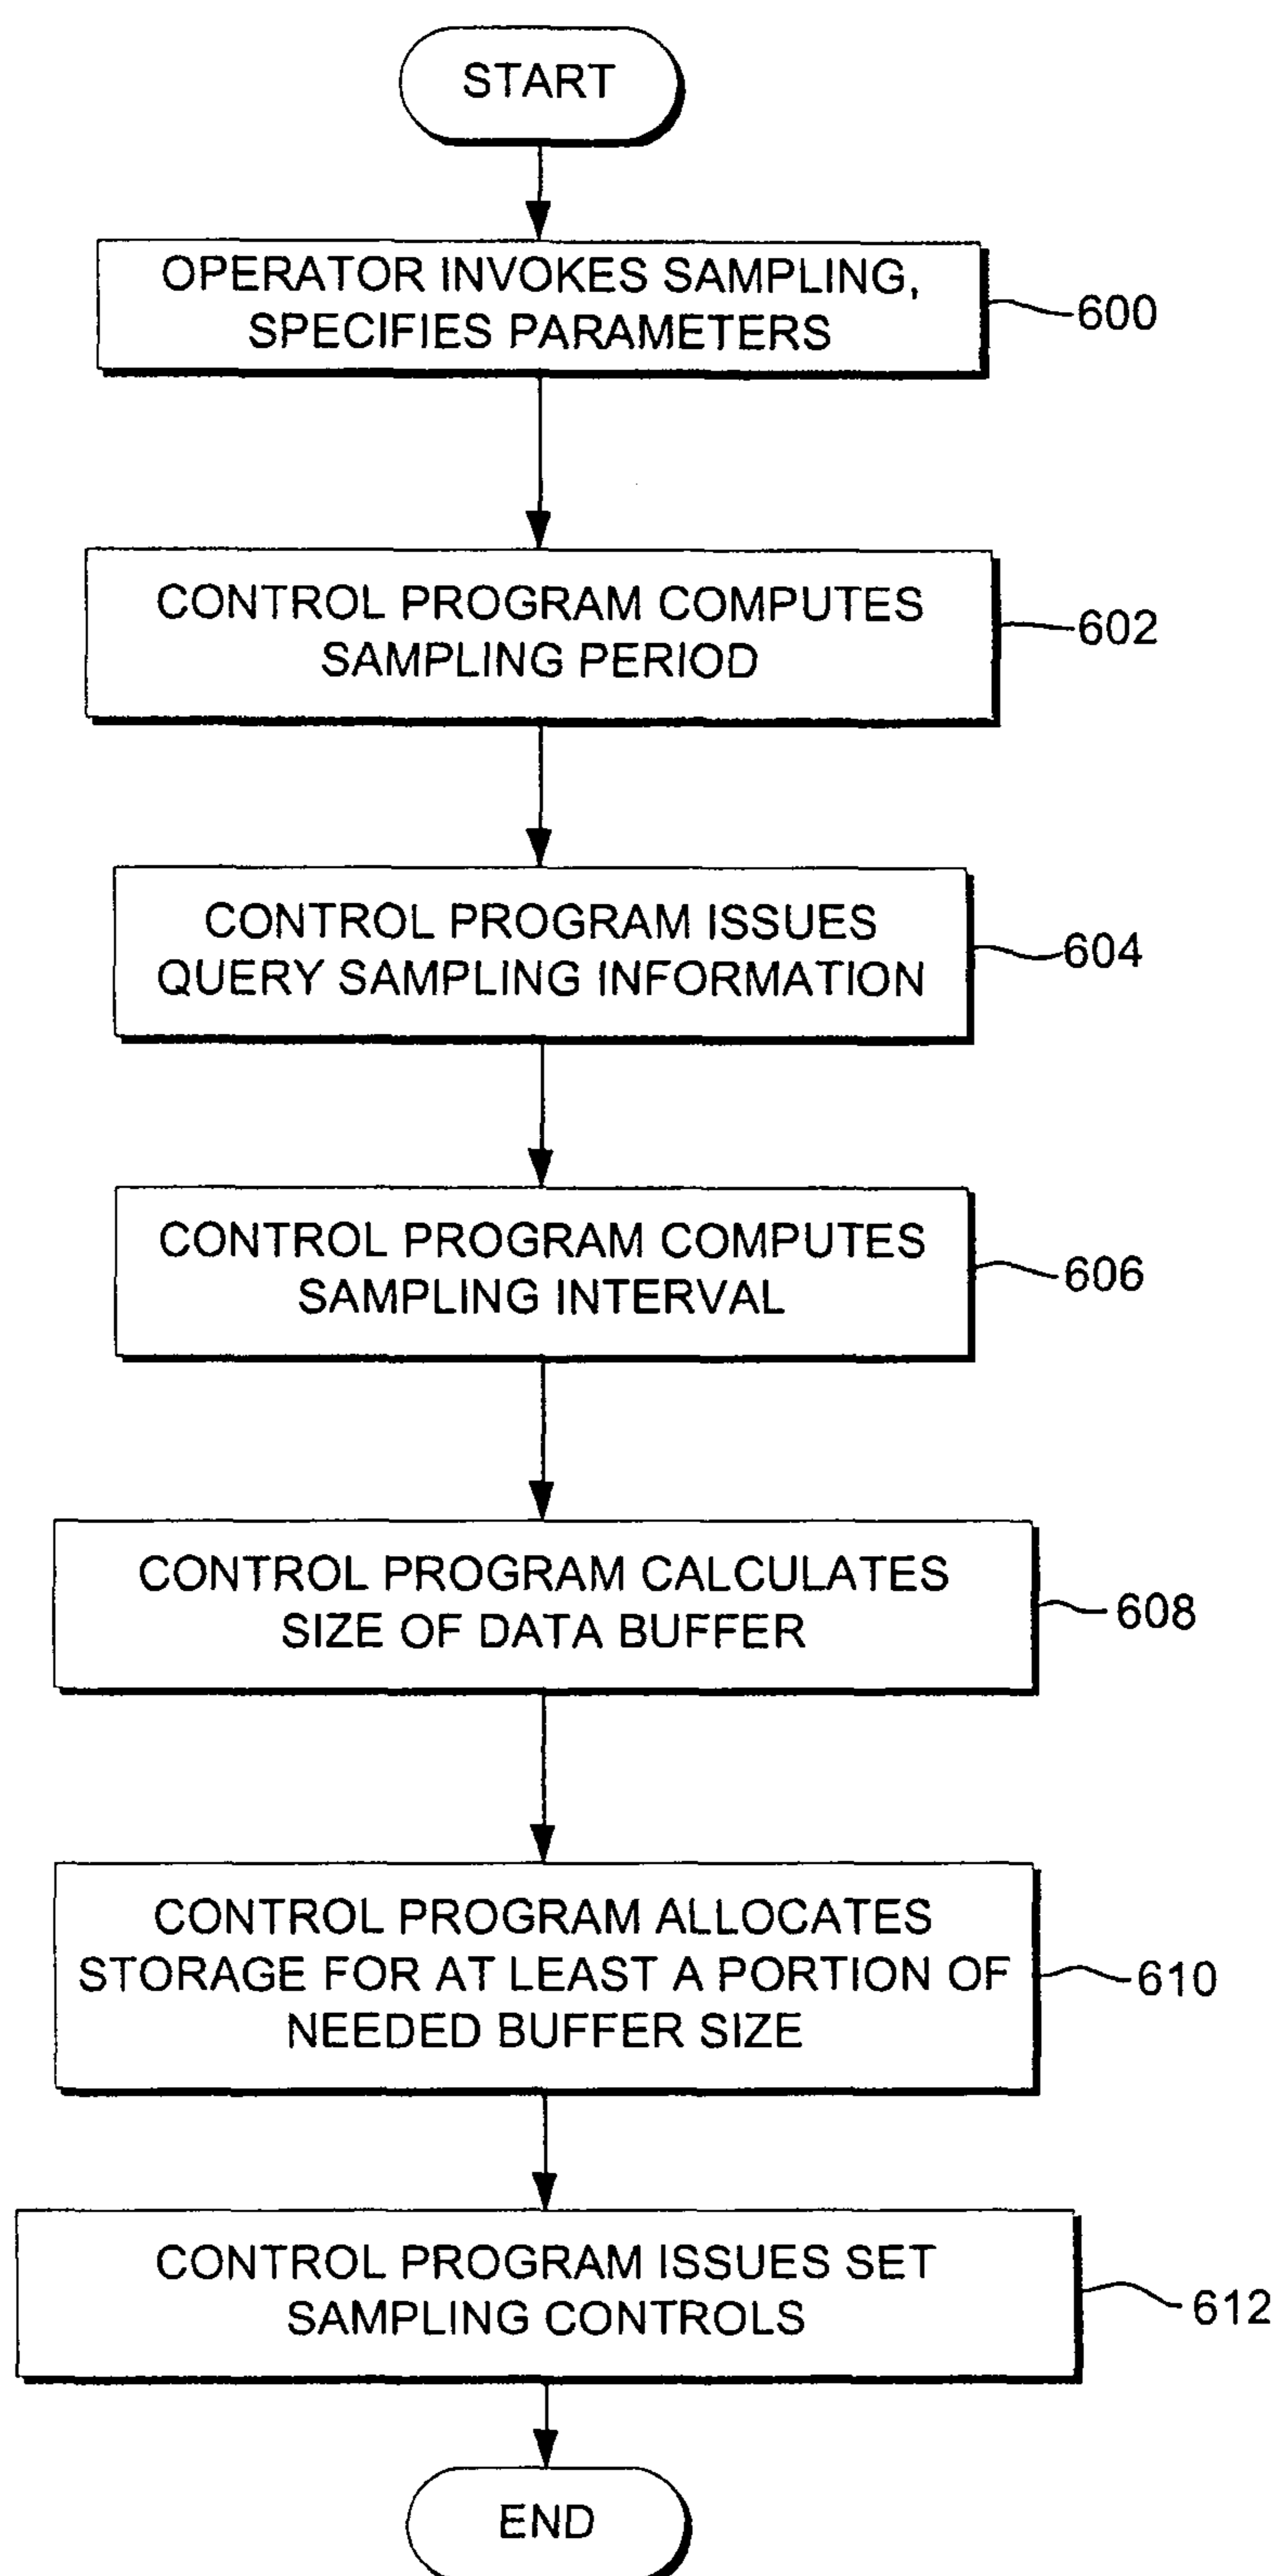 START
OPERATOR INVOKES SAMPLING,
SPECIFIES PARAMETERS
600
CONTROL PROGRAM COMPUTES
SAMPLING PERIOD
602
CONTROL PROGRAM ISSUES
QUERY SAMPLING INFORMATION
604
CONTROL PROGRAM COMPUTES
SAMPLING INTERVAL
606
CONTROL PROGRAM CALCULATES
SIZE OF DATA BUFFER
608
CONTROL PROGRAM ALLOCATES
STORAGE FOR AT LEAST A PORTION OF
NEEDED BUFFER SIZE
610
CONTROL PROGRAM ISSUES SET
SAMPLING CONTROLS
612
END